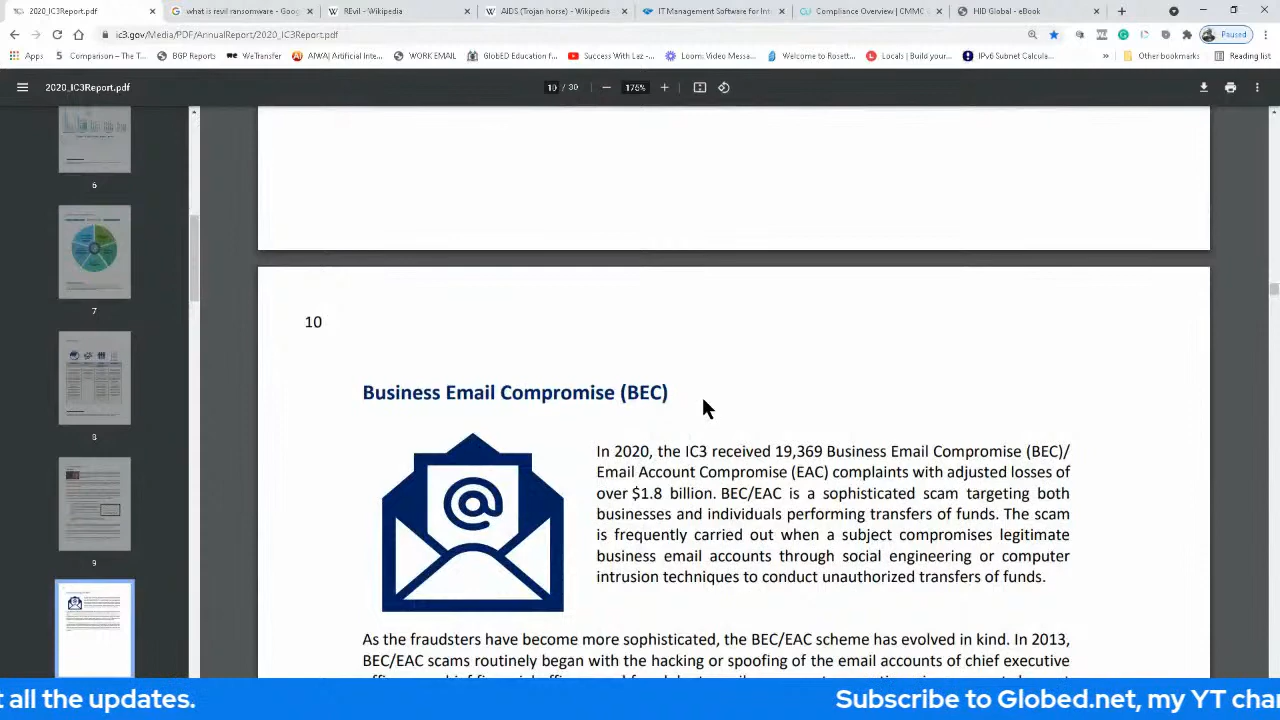 2020_IC3Report.pdf
what is revil ransomware - Goog
REvil - Wikipedia
AIDS (Trojan horse) - Wikipedia
IT Management Software for Int
Compliance Overview | CMMC
HID Global - eBook
ic3.gov/Media/PDF/AnnualReport/2020_IC3Report.pdf
Paused
Apps
Comparison – The T...
BGP Reports
WeTransfer
AIWA| Artificial Inte...
WORK EMAIL
GlobED Education f...
Success With Lez -...
Loom: Video Messa...
Welcome to Rosett...
Locals | Build your...
IPv6 Subnet Calcula...
»
Other bookmarks
Reading list
2020_IC3Report.pdf
10 / 30
175%
6
7
8
9
10
Business Email Compromise (BEC)
In 2020, the IC3 received 19,369 Business Email Compromise (BEC)/
Email Account Compromise (EAC) complaints with adjusted losses of
over $1.8 billion. BEC/EAC is a sophisticated scam targeting both
businesses and individuals performing transfers of funds. The scam
is frequently carried out when a subject compromises legitimate
business email accounts through social engineering or computer
intrusion techniques to conduct unauthorized transfers of funds.
As the fraudsters have become more sophisticated, the BEC/EAC scheme has evolved in kind. In 2013,
BEC/EAC scams routinely began with the hacking or spoofing of the email accounts of chief executive
t all the updates.
Subscribe to Globed.net, my YT cha